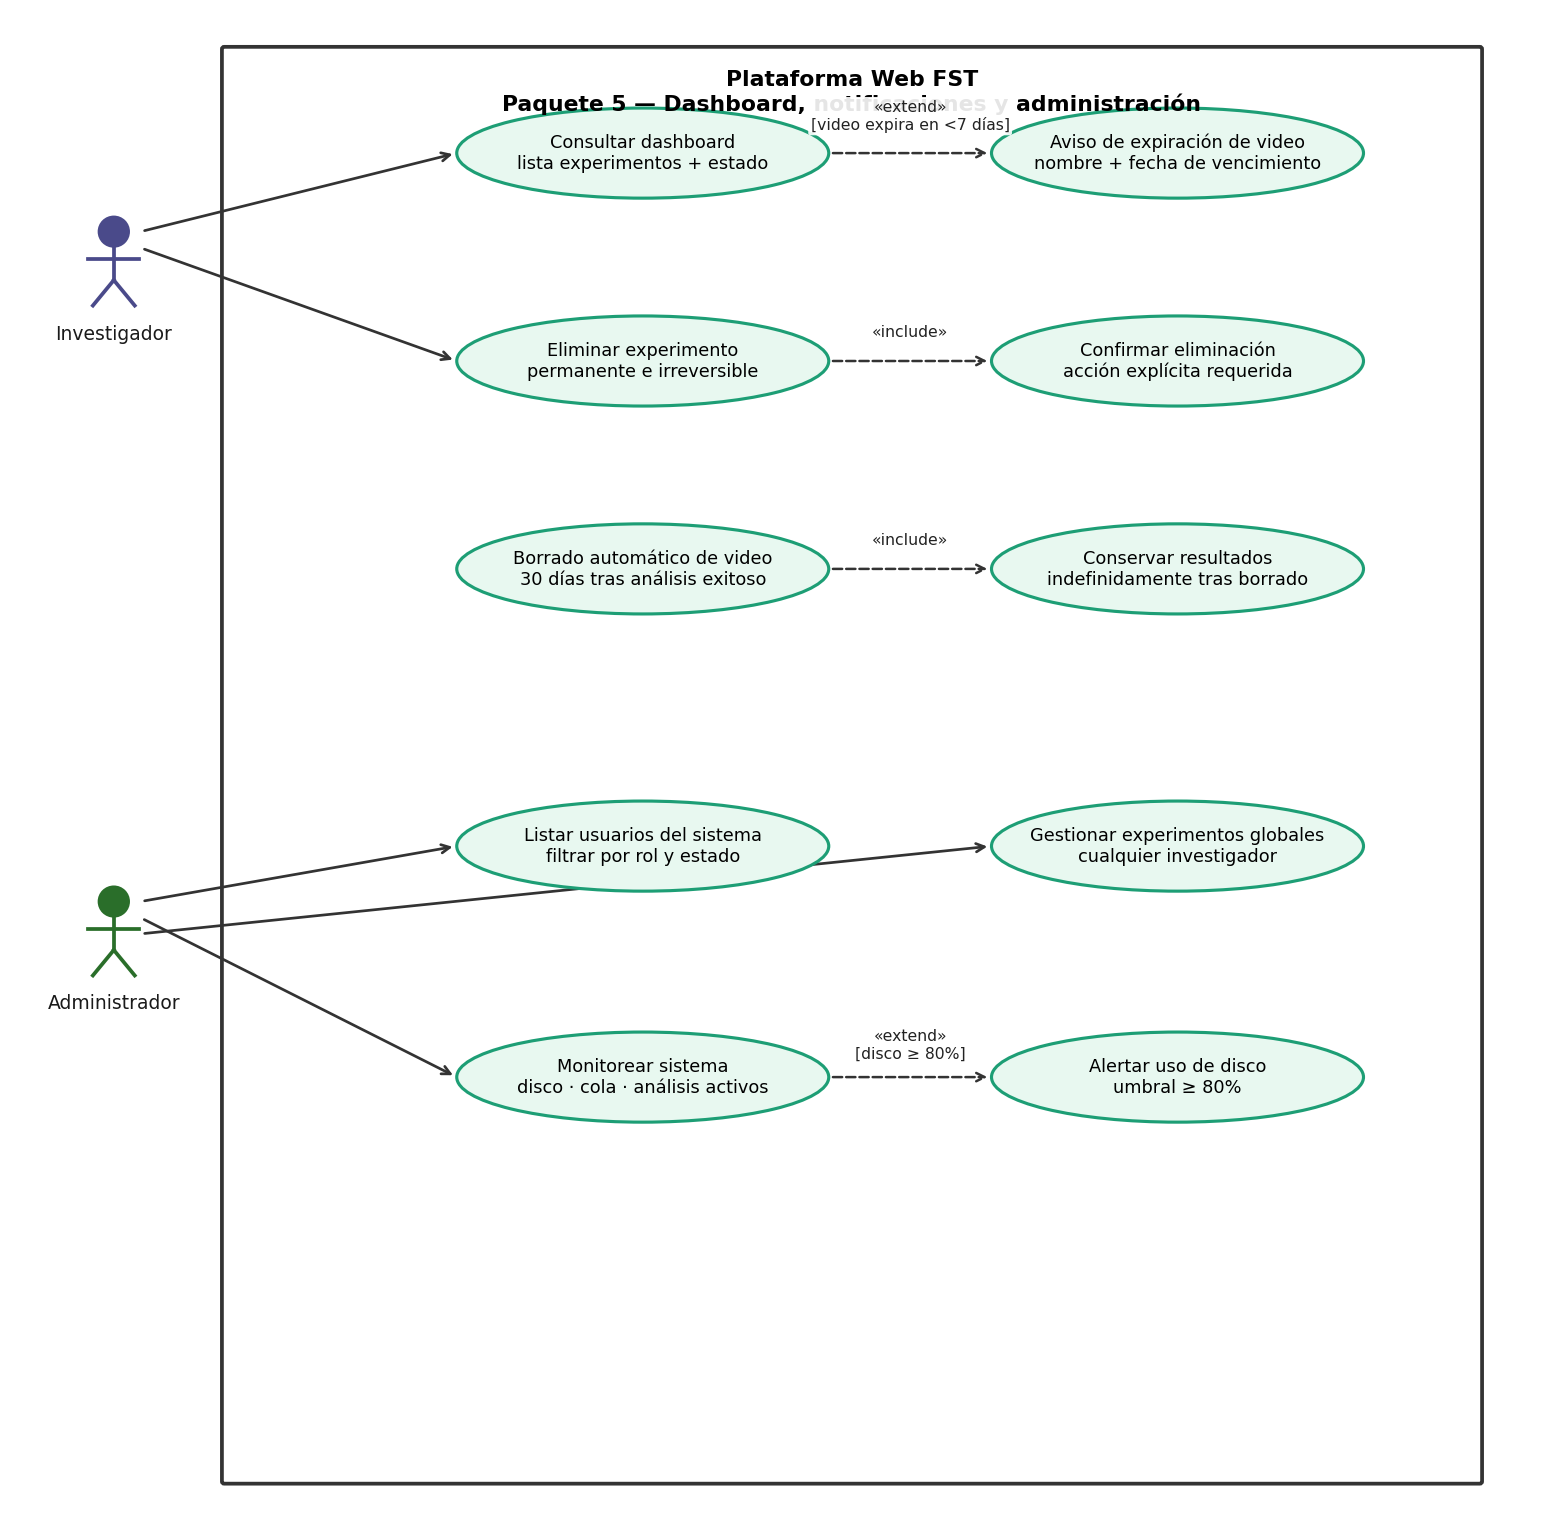 Plataforma Web FST
Paquete 5 — Dashboard, notificaciones y administración
«extend»
[video expira en <7 días]
Consultar dashboard
lista experimentos + estado
Aviso de expiración de video
nombre + fecha de vencimiento
Investigador
«include»
Eliminar experimento
permanente e irreversible
Confirmar eliminación
acción explícita requerida
«include»
Borrado automático de video
30 días tras análisis exitoso
Conservar resultados
indefinidamente tras borrado
Listar usuarios del sistema
filtrar por rol y estado
Gestionar experimentos globales
cualquier investigador
Administrador
«extend»
[disco ≥ 80%]
Monitorear sistema
disco · cola · análisis activos
Alertar uso de disco
umbral ≥ 80%